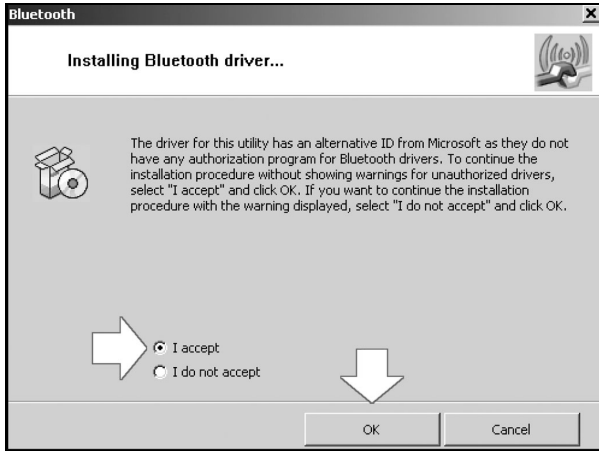 Bluetooth
Installing Bluetooth driver...
The driver for this utility has an alternative ID from Microsoft as they do not
have any authorization program for Bluetooth drivers. To continue the
installation procedure without showing warnings for unauthorized drivers,
select "I accept" and click OK. If you want to continue the installation
procedure with the warning displayed, select "I do not accept" and click OK.
I accept
I do not accept
OK
Cancel